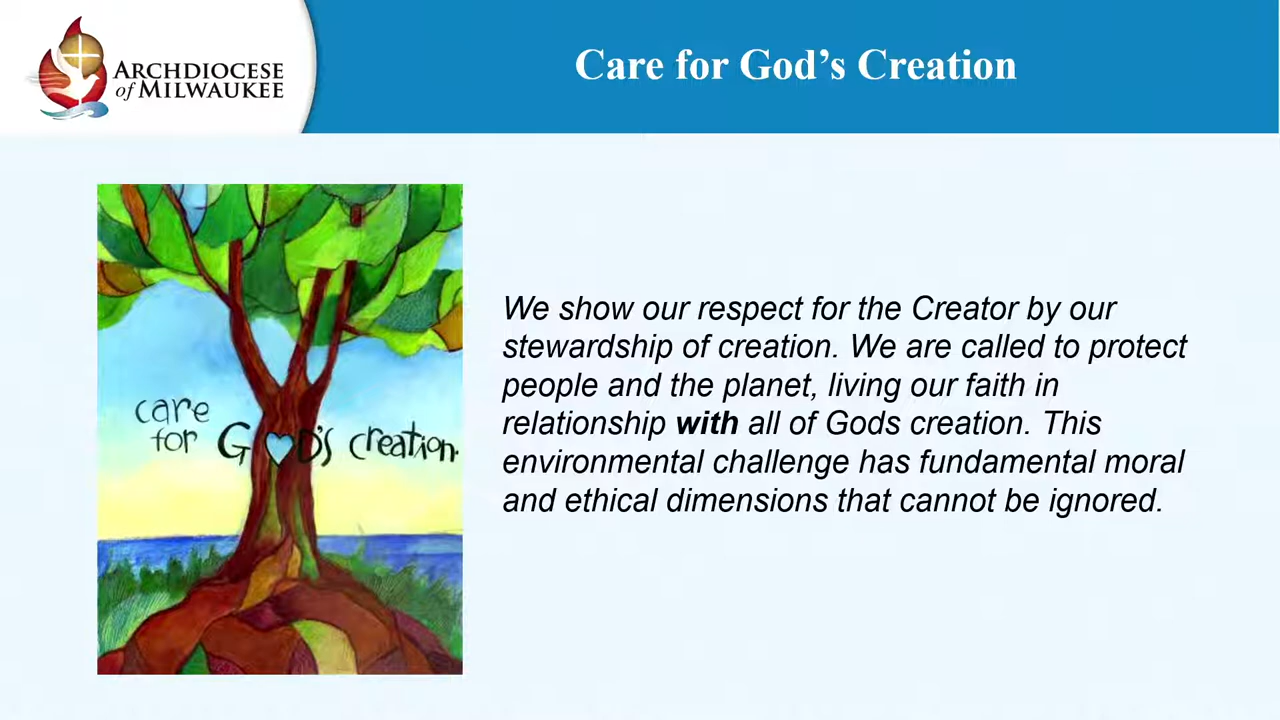 ARCHDIOCESE
of MILWAUKEE
Care for God’s Creation
care
for G♡D's creation.
We show our respect for the Creator by our
stewardship of creation. We are called to protect
people and the planet, living our faith in
relationship with all of Gods creation. This
environmental challenge has fundamental moral
and ethical dimensions that cannot be ignored.